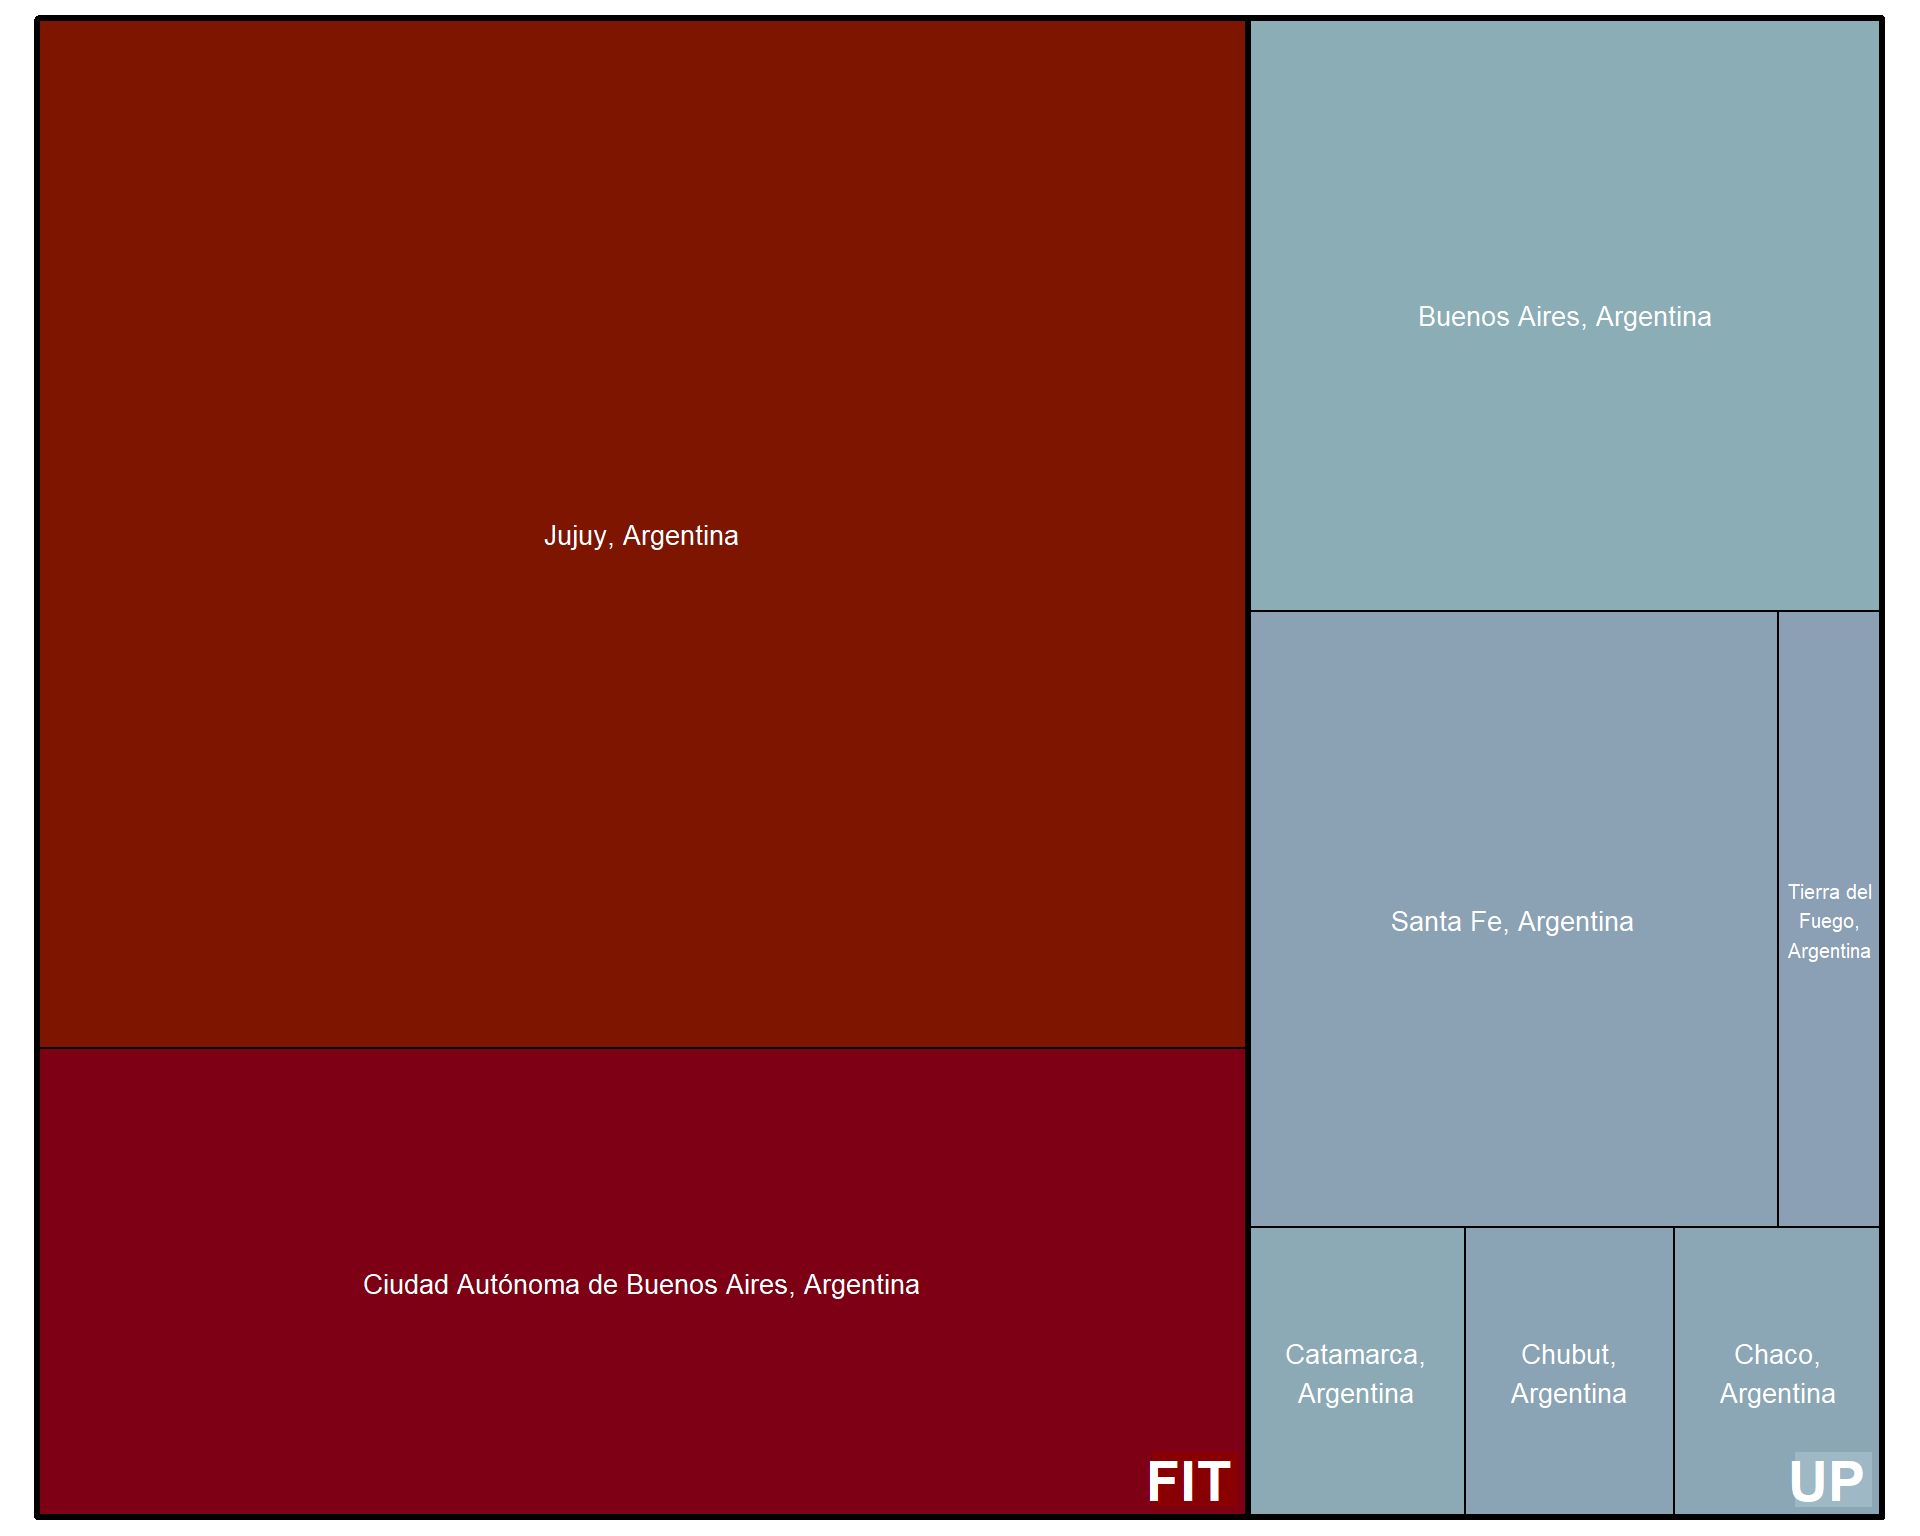 Jujuy, Argentina
Ciudad Autónoma de Buenos Aires, Argentina
FIT
Buenos Aires, Argentina
Santa Fe, Argentina
Tierra del
Fuego,
Argentina
Catamarca,
Argentina
Chubut,
Argentina
Chaco,
Argentina
UP